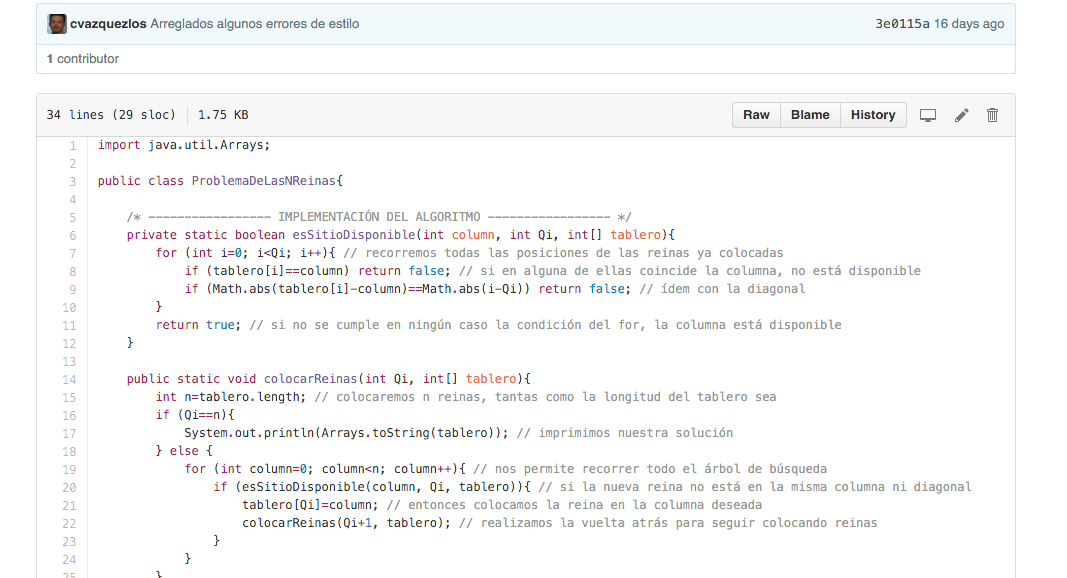 cvazquezlos Arreglados algunos errores de estilo 3e0115a 16 days ago
1 contributor
34 lines (29 sloc) 1.75 KB Raw Blame History
1 import java.util.Arrays;
2
3 public class ProblemaDeLasNReinas{
4
5 /* ----------------- IMPLEMENTACIÓN DEL ALGORITMO ----------------- */
6 private static boolean esSitioDisponible(int column, int Qi, int[] tablero){
7 for (int i=0; i<Qi; i++){ // recorremos todas las posiciones de las reinas ya colocadas
8 if (tablero[i]==column) return false; // si en alguna de ellas coincide la columna, no está disponible
9 if (Math.abs(tablero[i]-column)==Math.abs(i-Qi)) return false; // ídem con la diagonal
10 }
11 return true; // si no se cumple en ningún caso la condición del for, la columna está disponible
12 }
13
14 public static void colocarReinas(int Qi, int[] tablero){
15 int n=tablero.length; // colocaremos n reinas, tantas como la longitud del tablero sea
16 if (Qi==n){
17 System.out.println(Arrays.toString(tablero)); // imprimimos nuestra solución
18 } else {
19 for (int column=0; column<n; column++){ // nos permite recorrer todo el árbol de búsqueda
20 if (esSitioDisponible(column, Qi, tablero)){ // si la nueva reina no está en la misma columna ni diagonal
21 tablero[Qi]=column; // entonces colocamos la reina en la columna deseada
22 colocarReinas(Qi+1, tablero); // realizamos la vuelta atrás para seguir colocando reinas
23 }
24 }
25 }